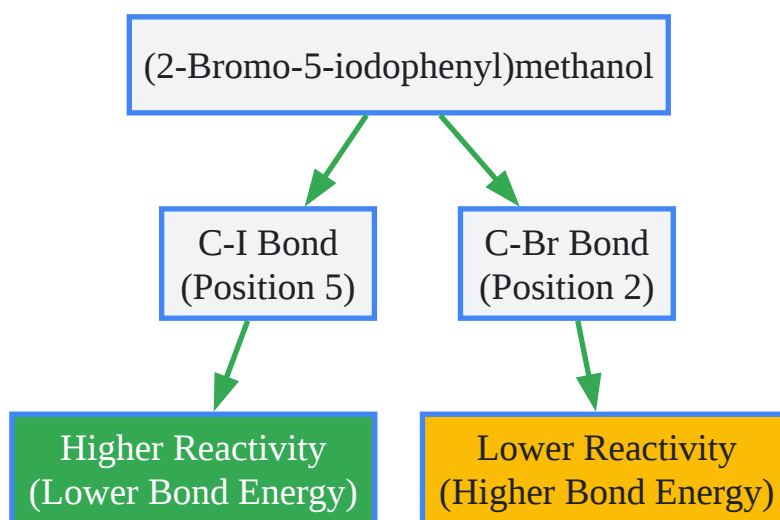 (2-Bromo-5-iodophenyl)methanol
C-I Bond
(Position 5)
C-Br Bond
(Position 2)
Higher Reactivity
(Lower Bond Energy)
Lower Reactivity
(Higher Bond Energy)